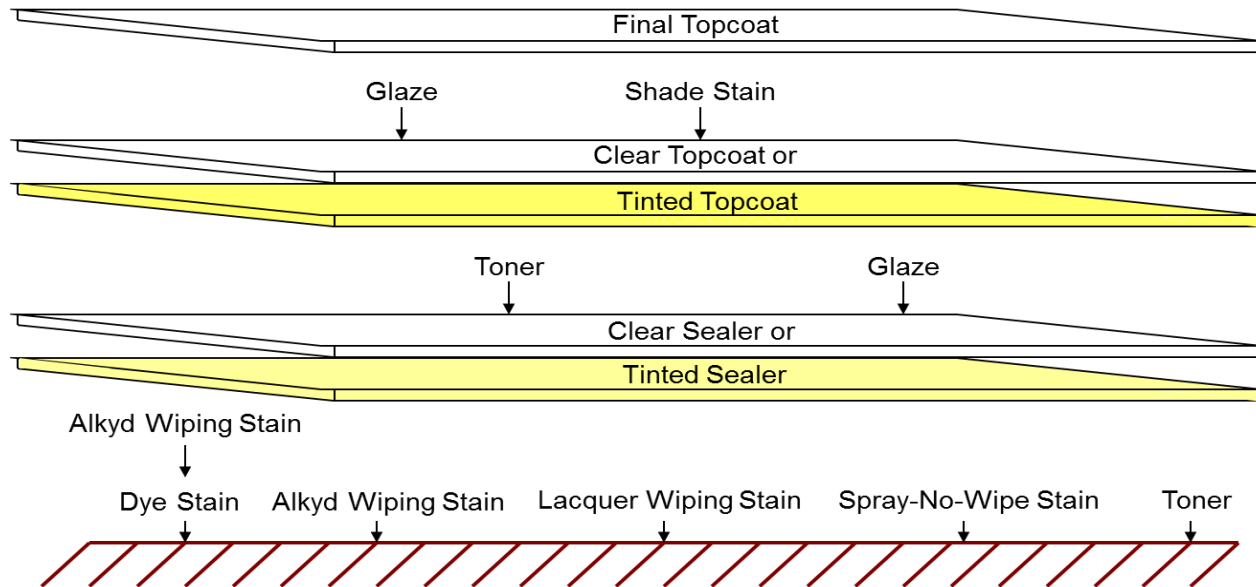 Final Topcoat
Glaze
Shade Stain
Clear Topcoat or
Tinted Topcoat
Toner
Glaze
Clear Sealer or
Tinted Sealer
Alkyd Wiping Stain
Dye Stain
Alkyd Wiping Stain
Lacquer Wiping Stain
Spray-No-Wipe Stain
Toner